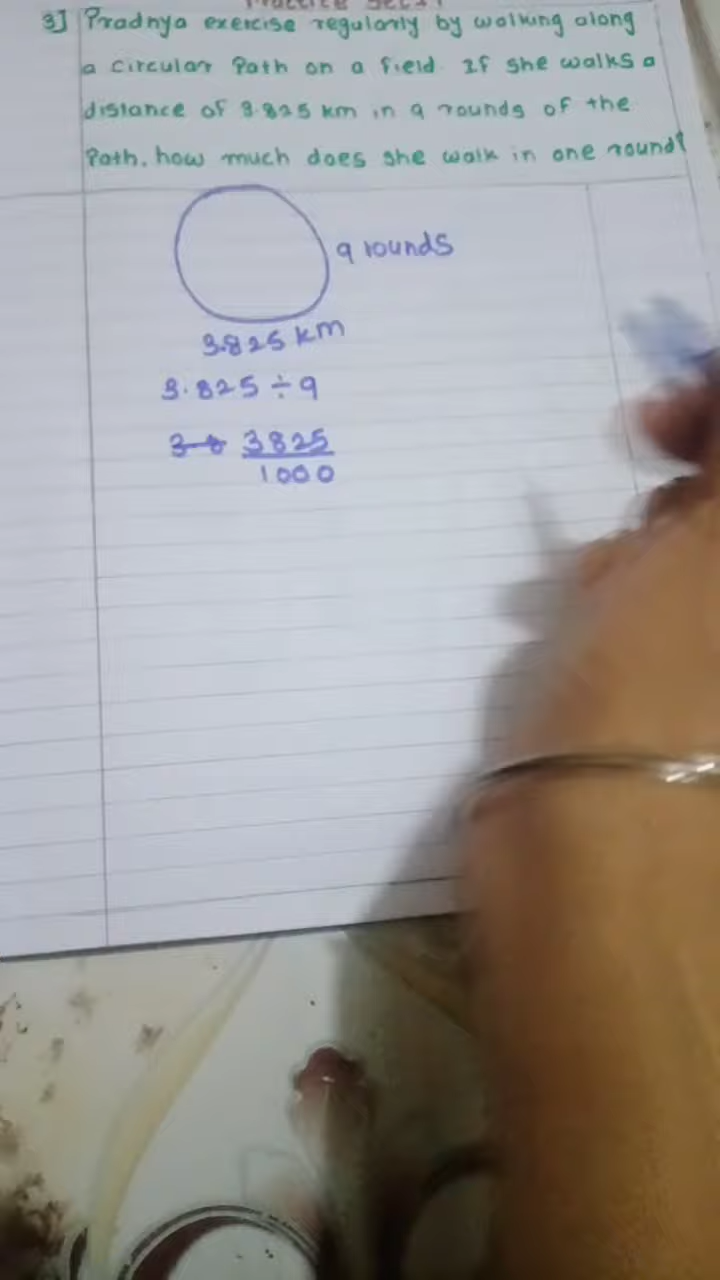 3] Pradnya exercise regularly by walking along
a circular Path on a field. If she walks a
distance of 3.825 km in 9 rounds of the
Path. how much does she walk in one round?
9 rounds
3.825 km
3.825 ÷ 9
3825
1000